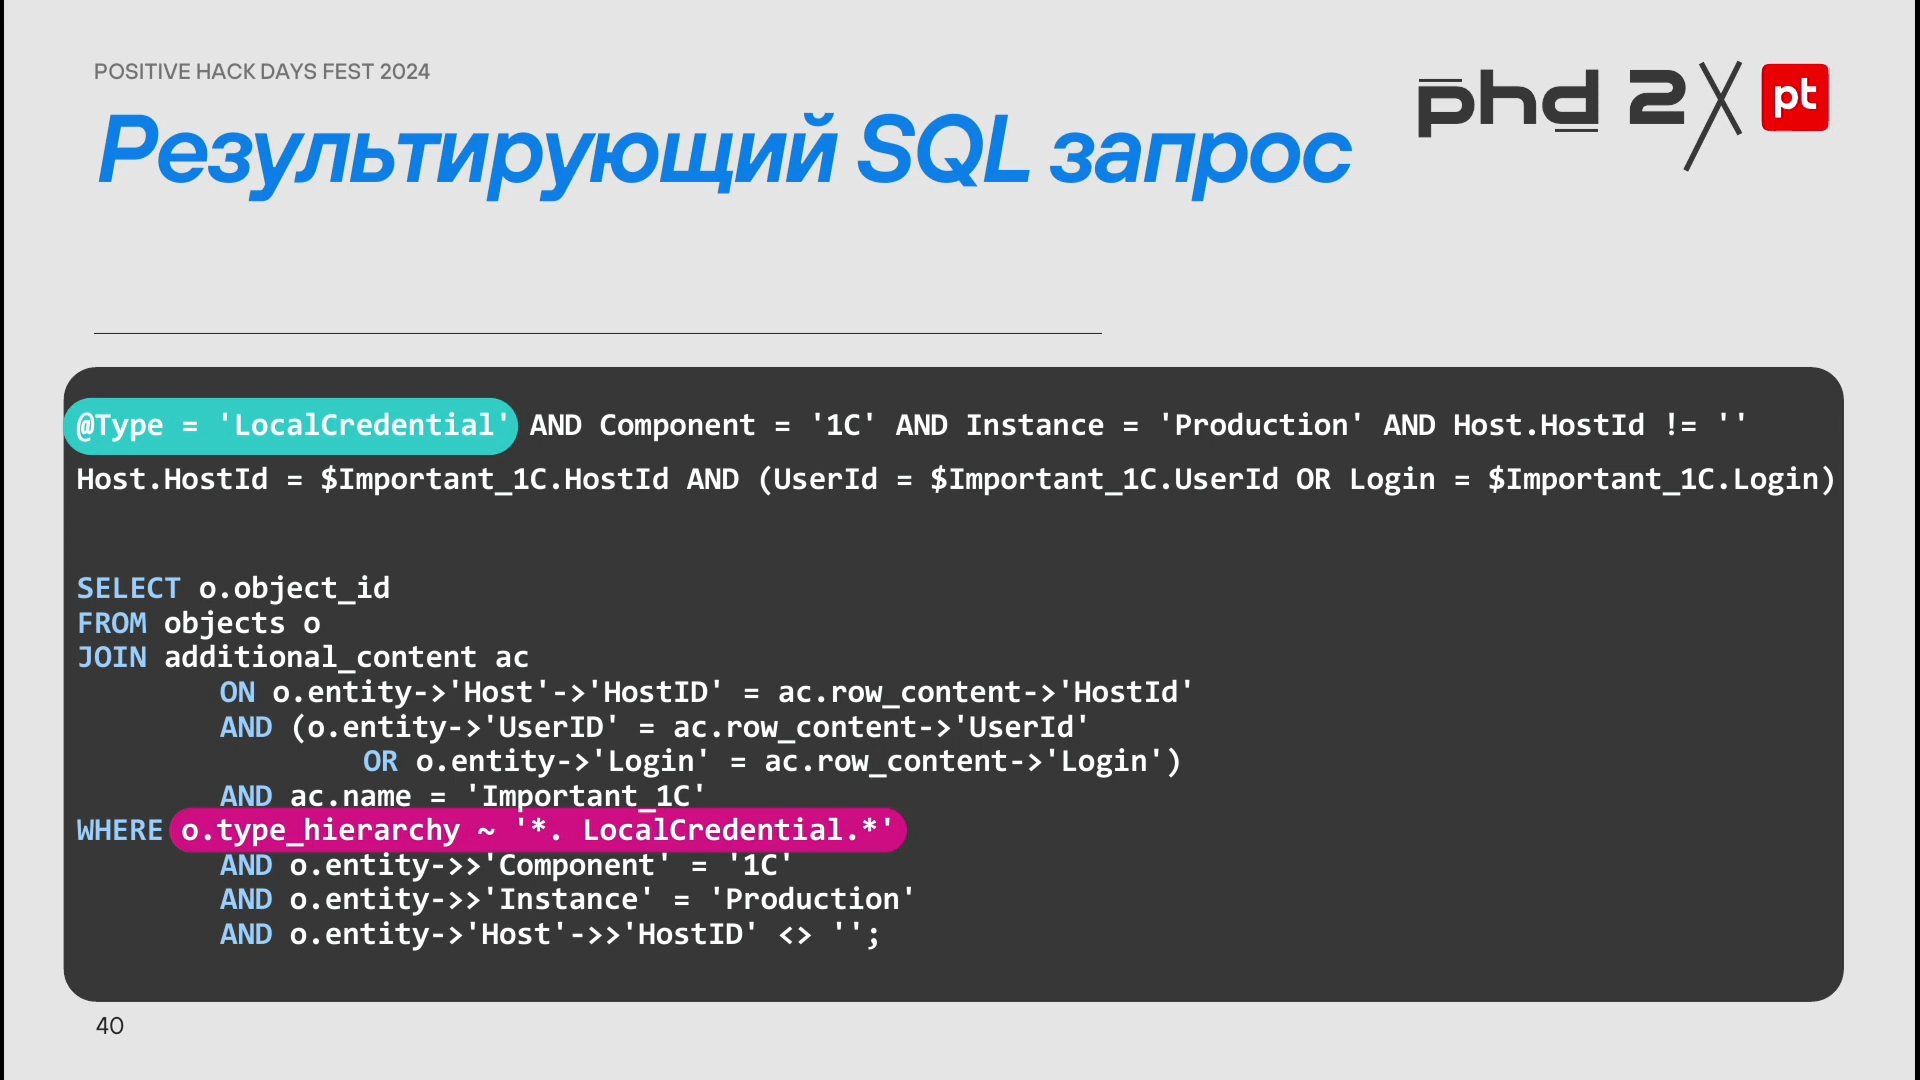 POSITIVE HACK DAYS FEST 2024
phd 2 pt
Результирующий SQL запрос
@Type = 'LocalCredential' AND Component = '1C' AND Instance = 'Production' AND Host.HostId != ''
Host.HostId = $Important_1C.HostId AND (UserId = $Important_1C.UserId OR Login = $Important_1C.Login)
SELECT o.object_id
FROM objects o
JOIN additional_content ac
ON o.entity->'Host'->'HostID' = ac.row_content->'HostId'
AND (o.entity->'UserID' = ac.row_content->'UserId'
OR o.entity->'Login' = ac.row_content->'Login')
AND ac.name = 'Important_1C'
WHERE o.type_hierarchy ~ '*. LocalCredential.*'
AND o.entity->>'Component' = '1C'
AND o.entity->>'Instance' = 'Production'
AND o.entity->'Host'->>'HostID' <> '';
40